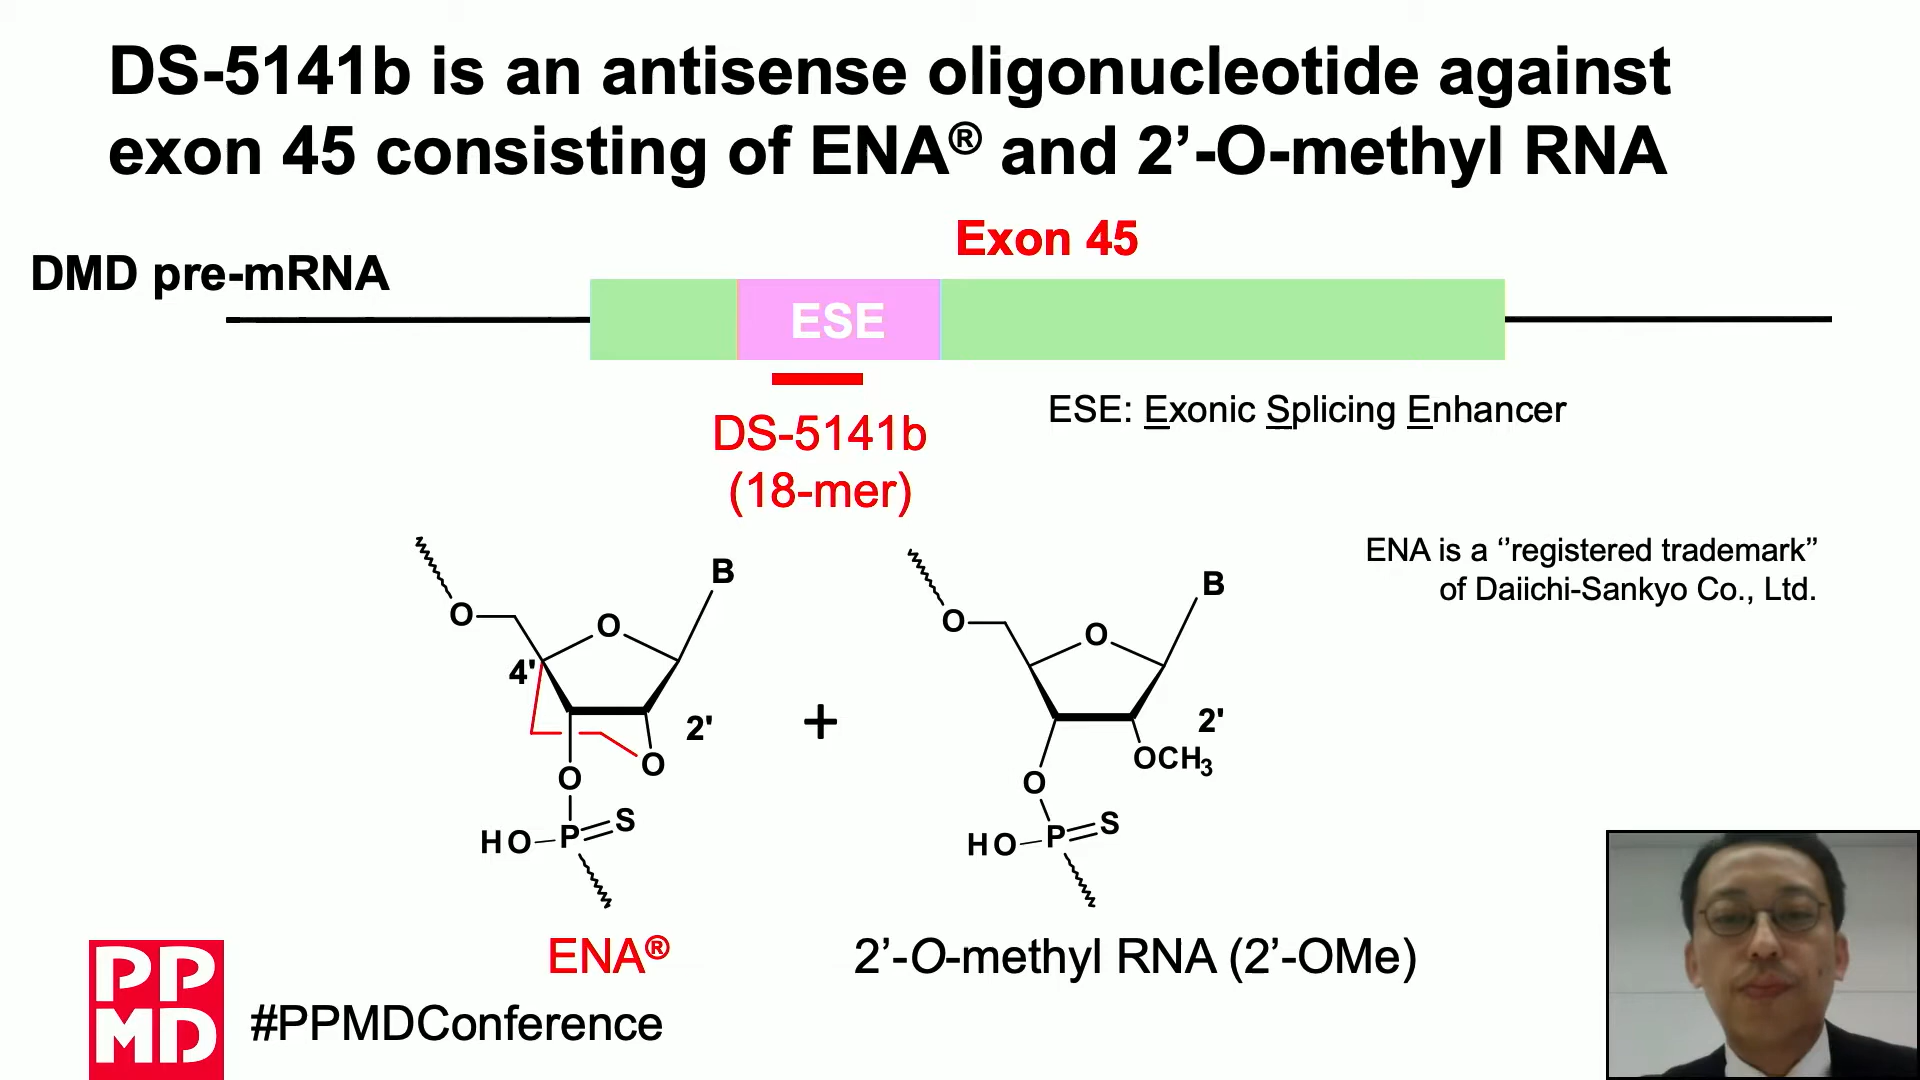 DS-5141b is an antisense oligonucleotide against
exon 45 consisting of ENA® and 2’-O-methyl RNA
Exon 45
DMD pre-mRNA
ESE
DS-5141b
(18-mer)
ESE: Exonic Splicing Enhancer
ENA is a ‘’registered trademark”
of Daiichi-Sankyo Co., Ltd.
B
O
O
4'
2'
O
O
HO
P
S
+
B
O
O
2'
OCH3
O
HO
P
S
ENA®
2’-O-methyl RNA (2’-OMe)
PP
MD
#PPMDConference